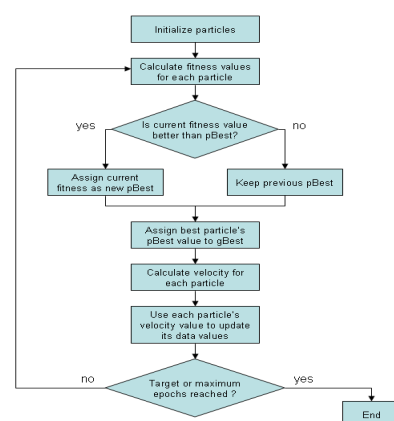 Initialize particles
Calculate fitness values
for each particle
Is current fitness value
better than pBest?
yes
no
Assign current
fitness as new pBest
Keep previous pBest
Assign best particle's
pBest value to gBest
Calculate velocity for
each particle
Use each particle's
velocity value to update
its data values
Target or maximum
epochs reached ?
no
yes
End